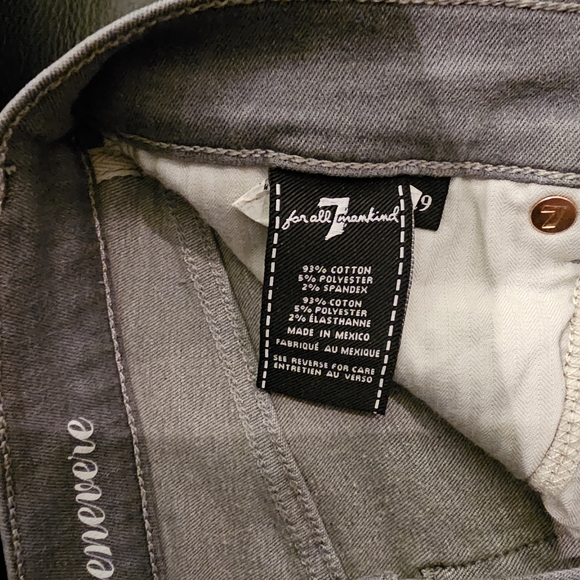 7
for all mankind
9
93% COTTON
5% POLYESTER
2% SPANDEX
93% COTON
5% POLYESTER
2% ÉLASTHANNE
MADE IN MEXICO
FABRIQUÉ AU MEXIQUE
SEE REVERSE FOR CARE
ENTRETIEN AU VERSO
7
enevere